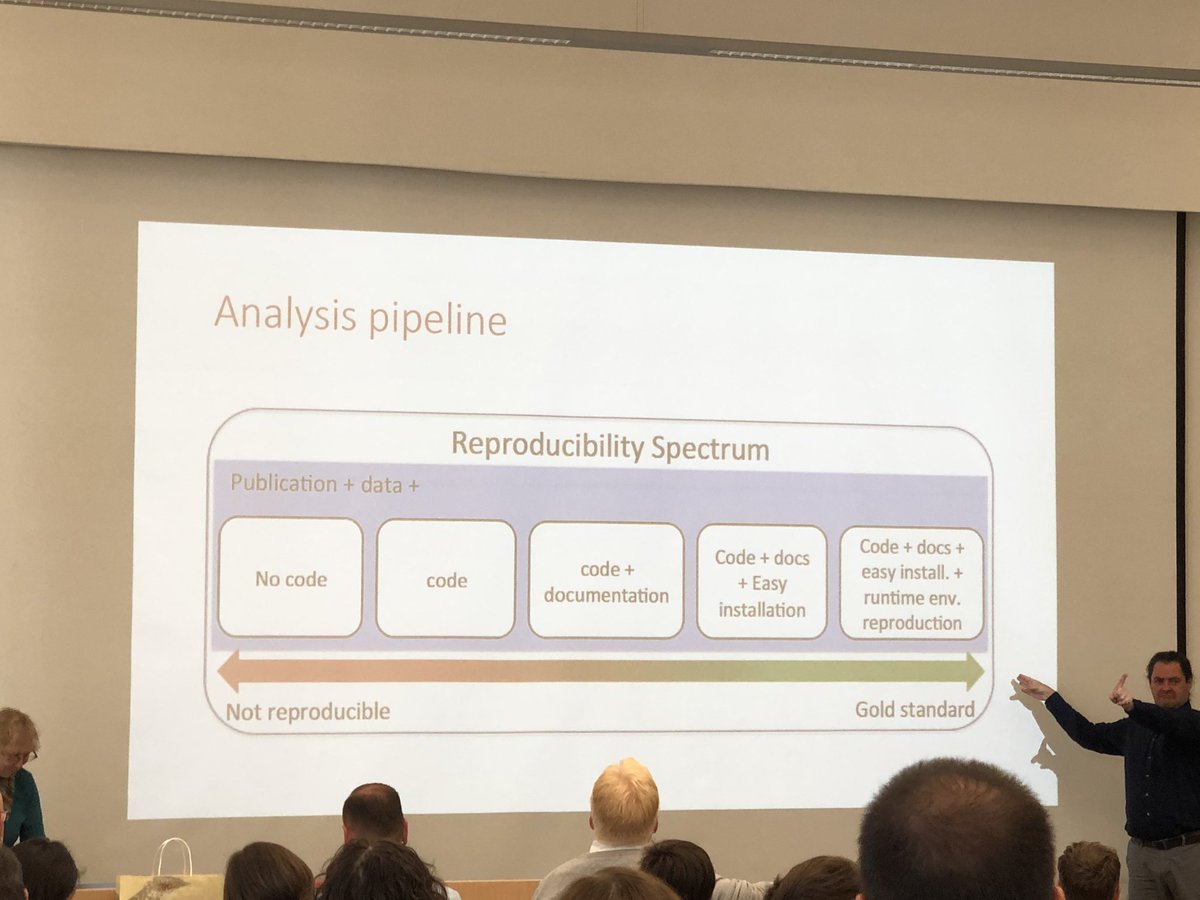 Analysis pipeline
Reproducibility Spectrum
Publication + data +
No code
code
code +
documentation
Code + docs
+ Easy
installation
Code + docs +
easy install. +
runtime env.
reproduction
Not reproducible
Gold standard